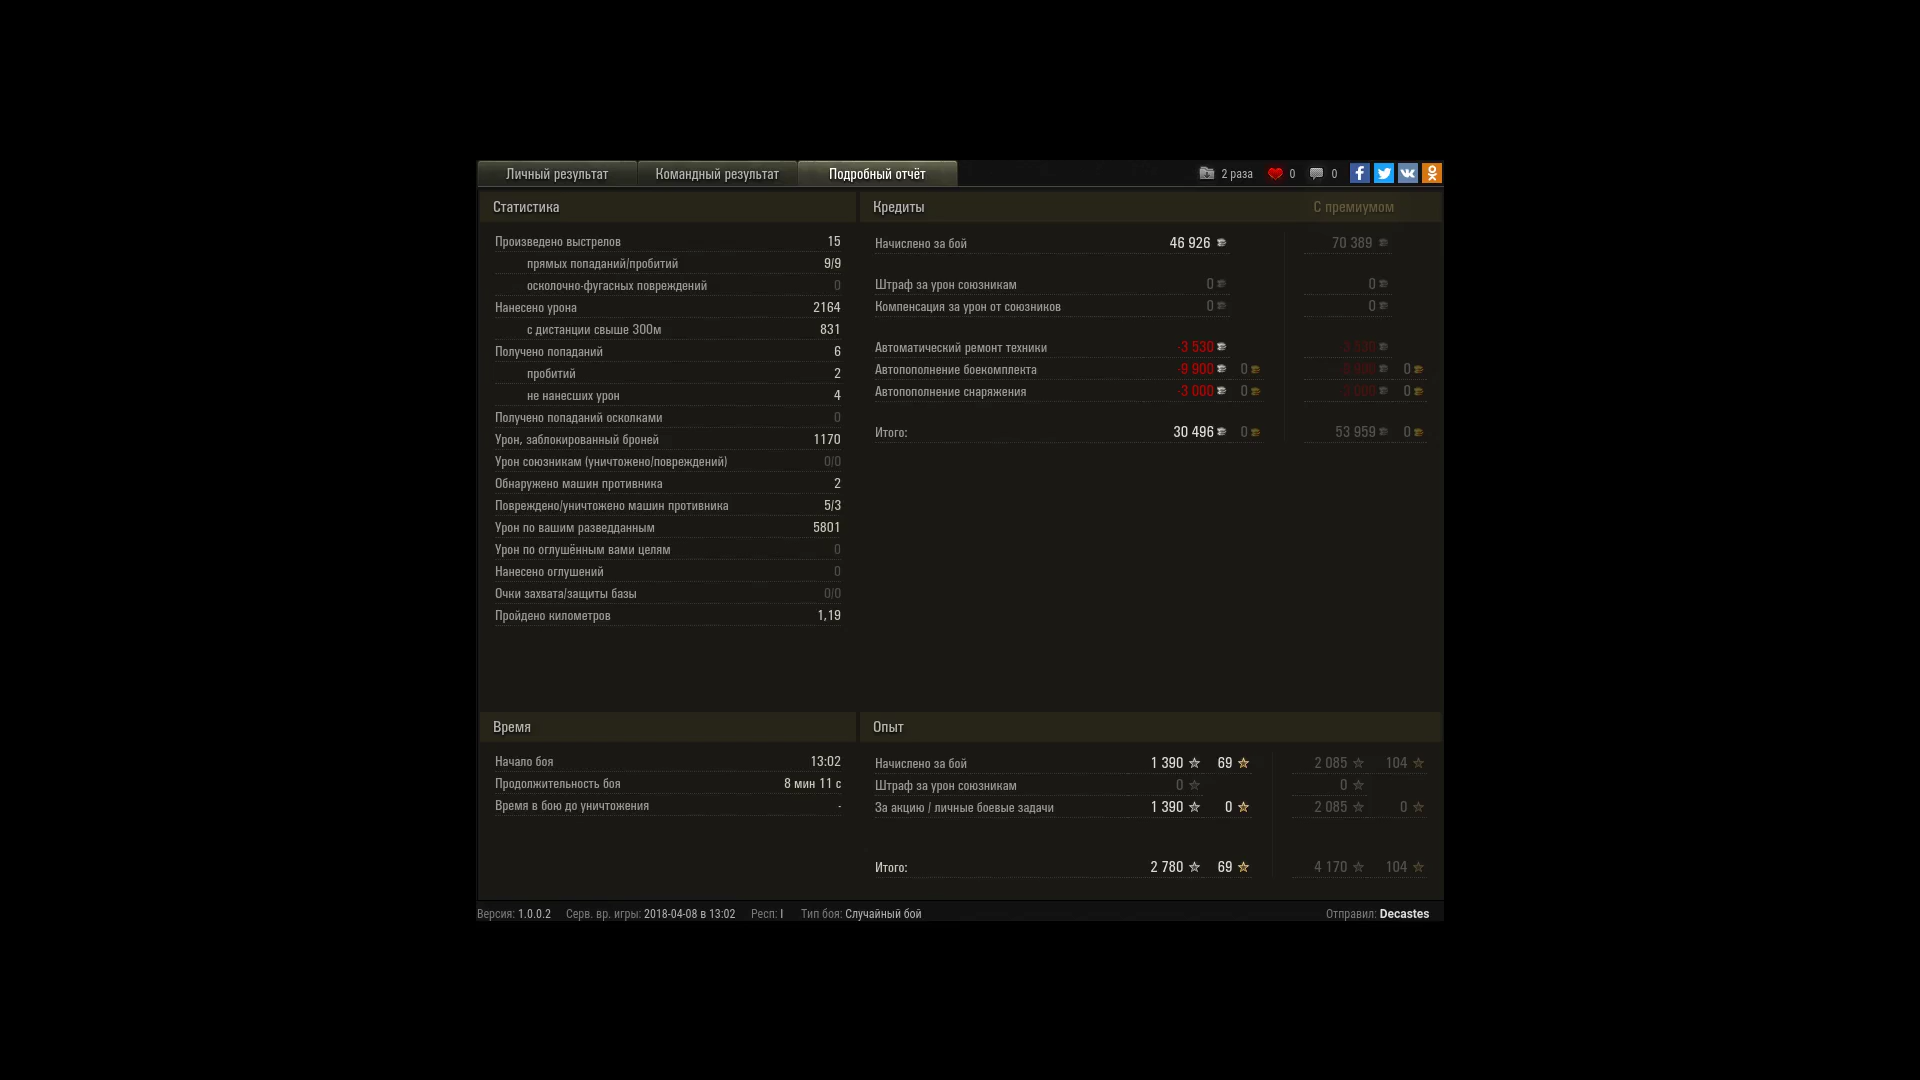 Личный результат Командный результат Подробный отчёт 2 раза 0 0
Статистика
Произведено выстрелов 15
прямых попаданий/пробитий 9/9
осколочно-фугасных повреждений 0
Нанесено урона 2164
с дистанции свыше 300м 831
Получено попаданий 6
пробитий 2
не нанесших урон 4
Получено попаданий осколками 0
Урон, заблокированный броней 1170
Урон союзникам (уничтожено/повреждений) 0/0
Обнаружено машин противника 2
Повреждено/уничтожено машин противника 5/3
Урон по вашим разведданным 5801
Урон по оглушённым вами целям 0
Нанесено оглушений 0
Очки захвата/защиты базы 0/0
Пройдено километров 1,19
Кредиты С премиумом
Начислено за бой 46 926 70 389
Штраф за урон союзникам 0 0
Компенсация за урон от союзников 0 0
Автоматический ремонт техники -3 530 -3 530
Автопополнение боекомплекта -9 900 0 -9 900 0
Автопополнение снаряжения -3 000 0 -3 000 0
Итого: 30 496 0 53 959 0
Время
Начало боя 13:02
Продолжительность боя 8 мин 11 с
Время в бою до уничтожения -
Опыт
Начислено за бой 1 390 69 2 085 104
Штраф за урон союзникам 0 0
За акцию / личные боевые задачи 1 390 0 2 085 0
Итого: 2 780 69 4 170 104
Версия: 1.0.0.2 Серв. вр. игры: 2018-04-08 в 13:02 Респ: I Тип боя: Случайный бой Отправил: Decastes